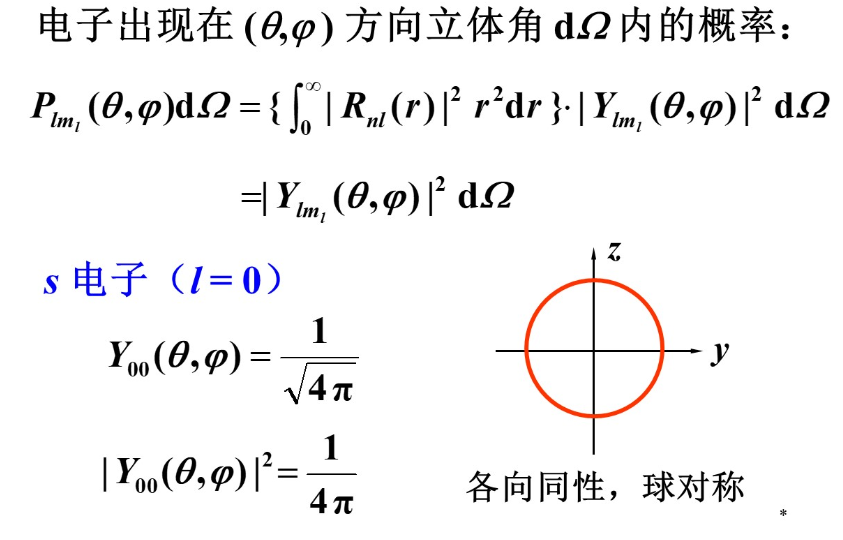 电子出现在 (θ,φ) 方向立体角 dΩ 内的概率：
P_{lm_l}(θ,φ)dΩ = {∫_0^∞ | R_{nl}(r)|² r²dr }·| Y_{lm_l}(θ,φ)|² dΩ
=| Y_{lm_l}(θ,φ)|² dΩ
s 电子（l = 0）
z
y
Y_{00}(θ,φ) = 1/√(4π)
| Y_{00}(θ,φ)|² = 1/(4π)
各向同性，球对称
*